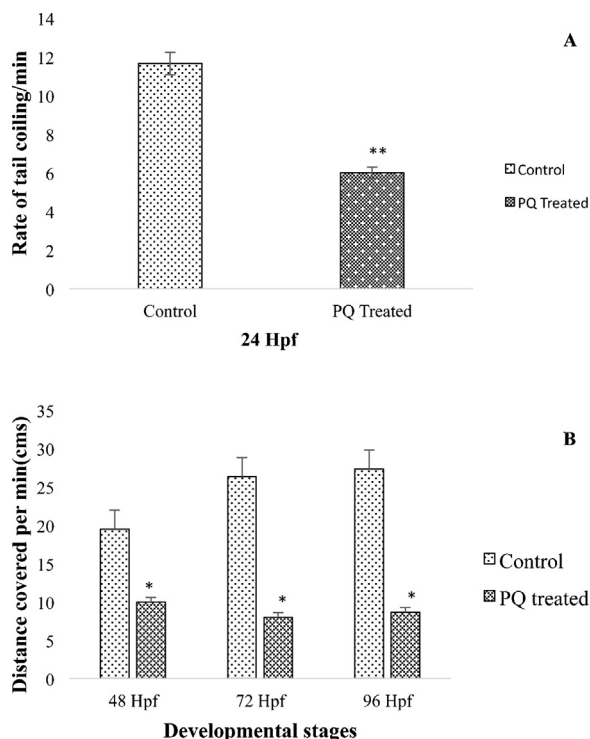 14
12
10
8
6
4
2
0
Rate of tail coiling/min
A
**
Control
PQ Treated
Control
PQ Treated
24 Hpf
35
30
25
20
15
10
5
0
Distance covered per min(cms)
B
* * *
Control
PQ treated
48 Hpf 72 Hpf 96 Hpf
Developmental stages